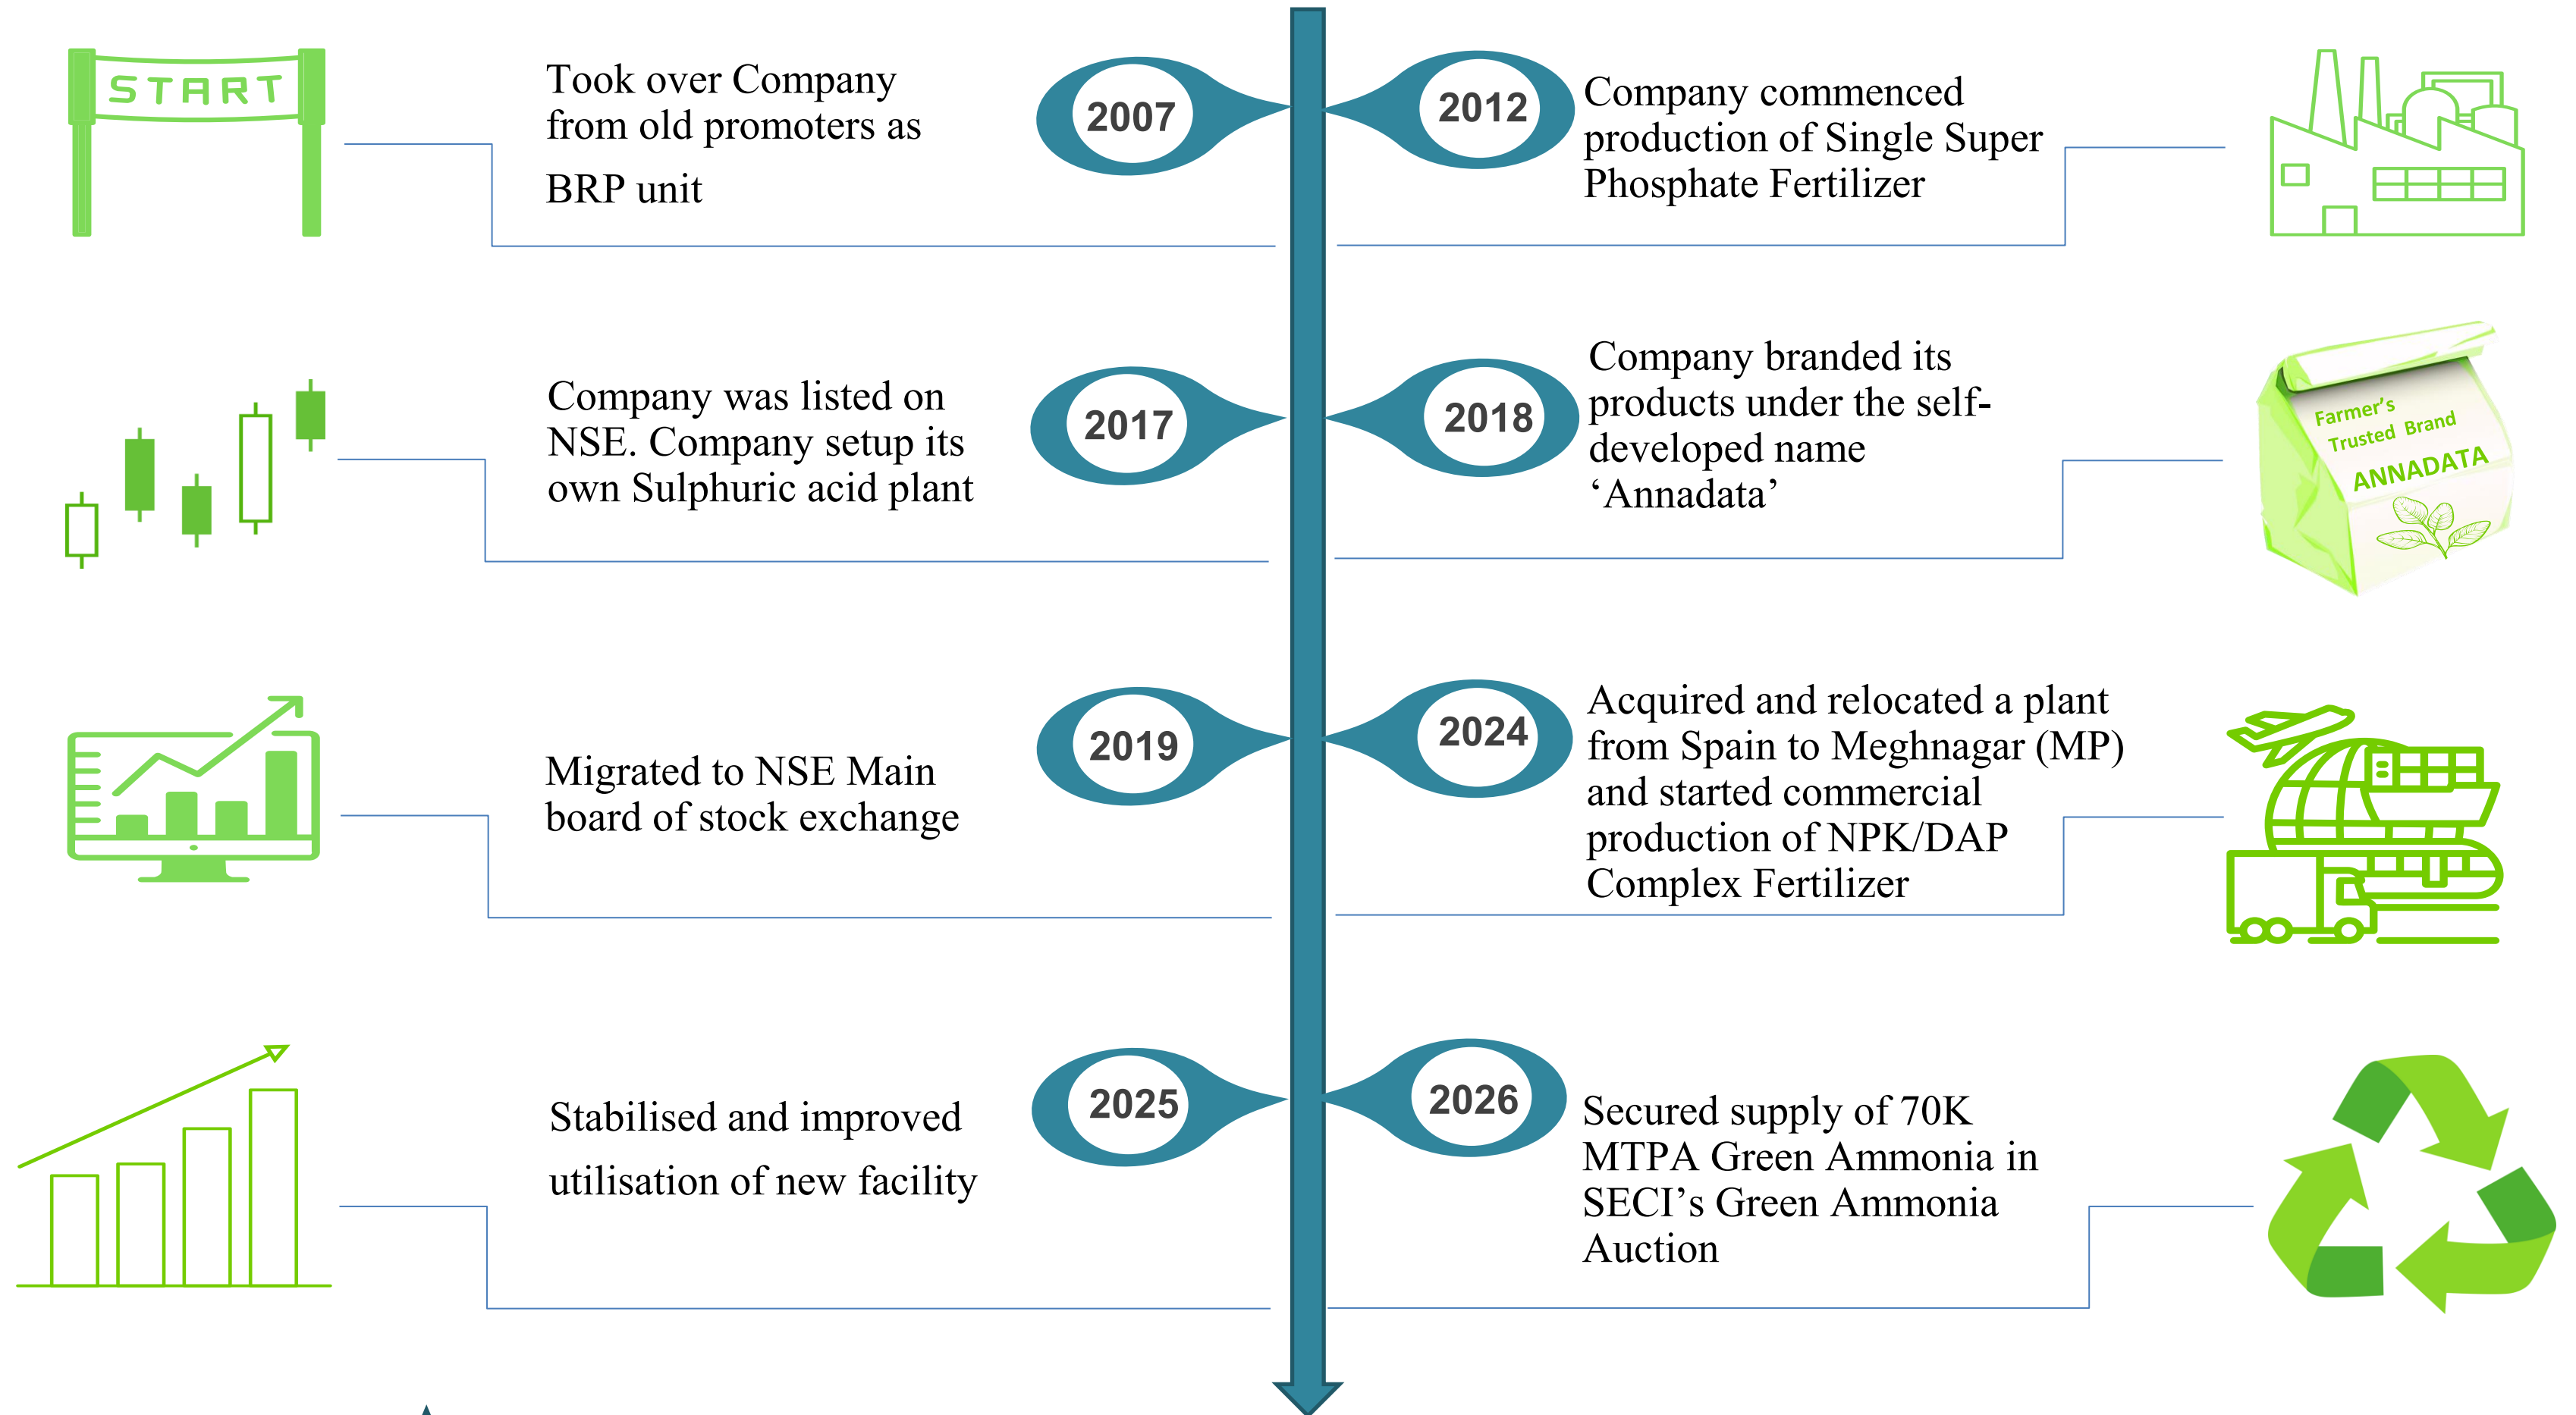 START
Took over Company
from old promoters as
BRP unit
2007
2012
Company commenced
production of Single Super
Phosphate Fertilizer
Company was listed on
NSE. Company setup its
own Sulphuric acid plant
2017
2018
Company branded its
products under the self-
developed name
‘Annadata’
Farmer’s
Trusted Brand
ANNADATA
Migrated to NSE Main
board of stock exchange
2019
2024
Acquired and relocated a plant
from Spain to Meghnagar (MP)
and started commercial
production of NPK/DAP
Complex Fertilizer
Stabilised and improved
utilisation of new facility
2025
2026
Secured supply of 70K
MTPA Green Ammonia in
SECI’s Green Ammonia
Auction